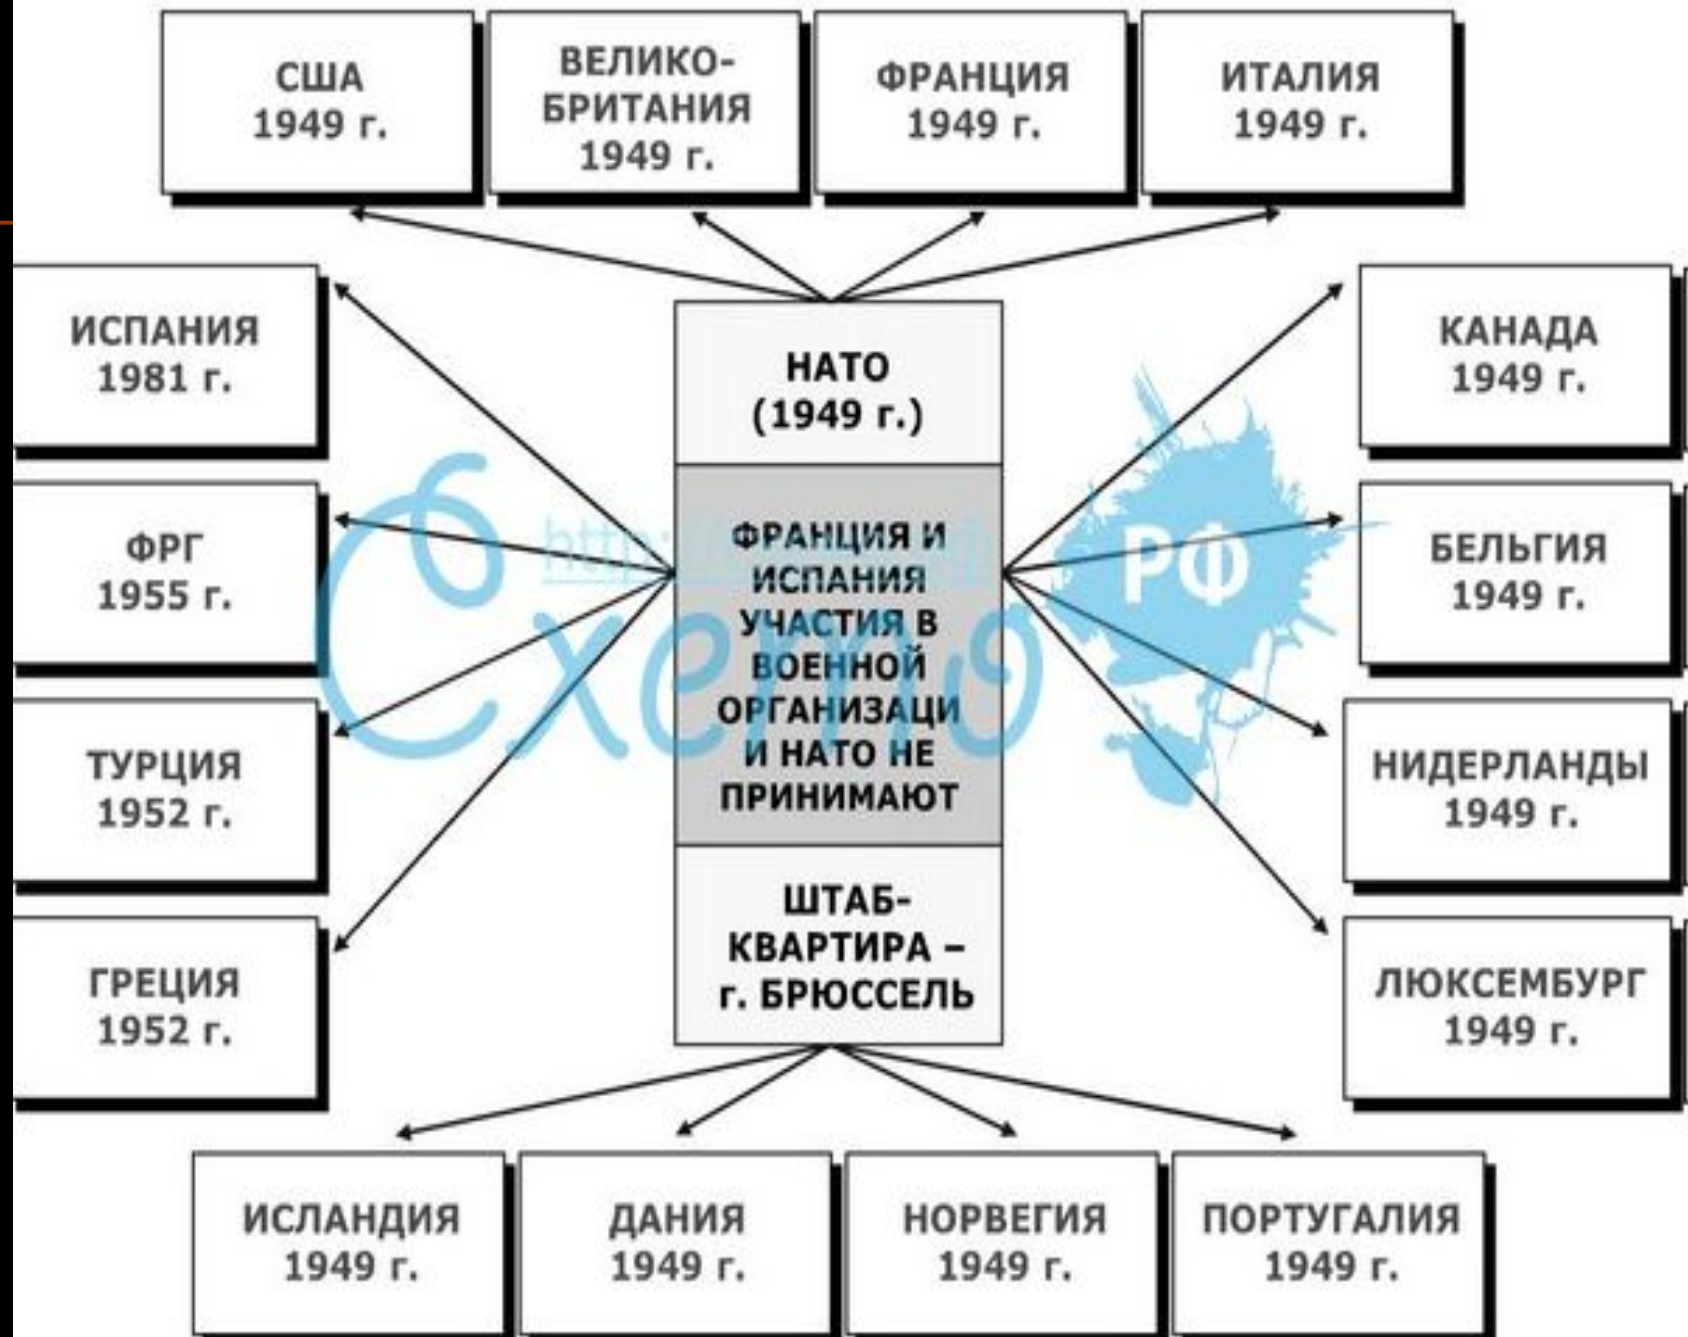 США
1949 г.
ВЕЛИКО-
БРИТАНИЯ
1949 г.
ФРАНЦИЯ
1949 г.
ИТАЛИЯ
1949 г.
ИСПАНИЯ
1981 г.
ФРГ
1955 г.
ТУРЦИЯ
1952 г.
ГРЕЦИЯ
1952 г.
НАТО
(1949 г.)
ФРАНЦИЯ И
ИСПАНИЯ
УЧАСТИЯ В
ВОЕННОЙ
ОРГАНИЗАЦИ
И НАТО НЕ
ПРИНИМАЮТ
ШТАБ-
КВАРТИРА –
г. БРЮССЕЛЬ
КАНАДА
1949 г.
БЕЛЬГИЯ
1949 г.
НИДЕРЛАНДЫ
1949 г.
ЛЮКСЕМБУРГ
1949 г.
ИСЛАНДИЯ
1949 г.
ДАНИЯ
1949 г.
НОРВЕГИЯ
1949 г.
ПОРТУГАЛИЯ
1949 г.
Схемо
РФ